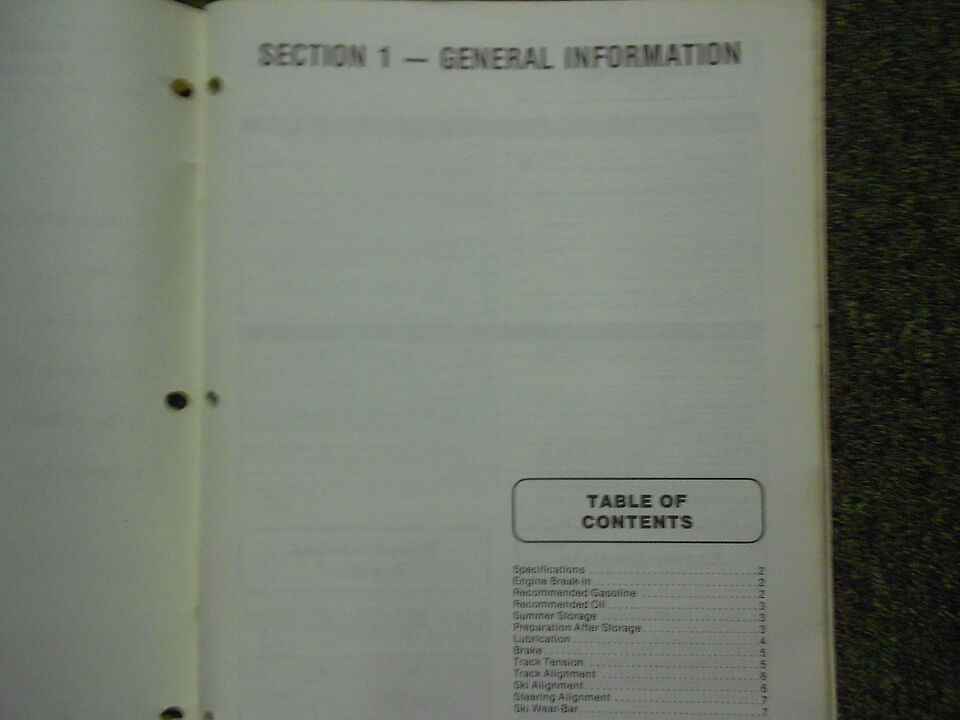 SECTION 1 — GENERAL INFORMATION
TABLE OF
CONTENTS
Specifications 2
Engine Break-In 2
Recommended Gasoline 2
Recommended Oil 3
Summer Storage 3
Preparation After Storage 3
Lubrication 4
Brake 5
Track Tension 5
Track Alignment 6
Ski Alignment 6
Steering Alignment 7
Ski Wear-Bar 7